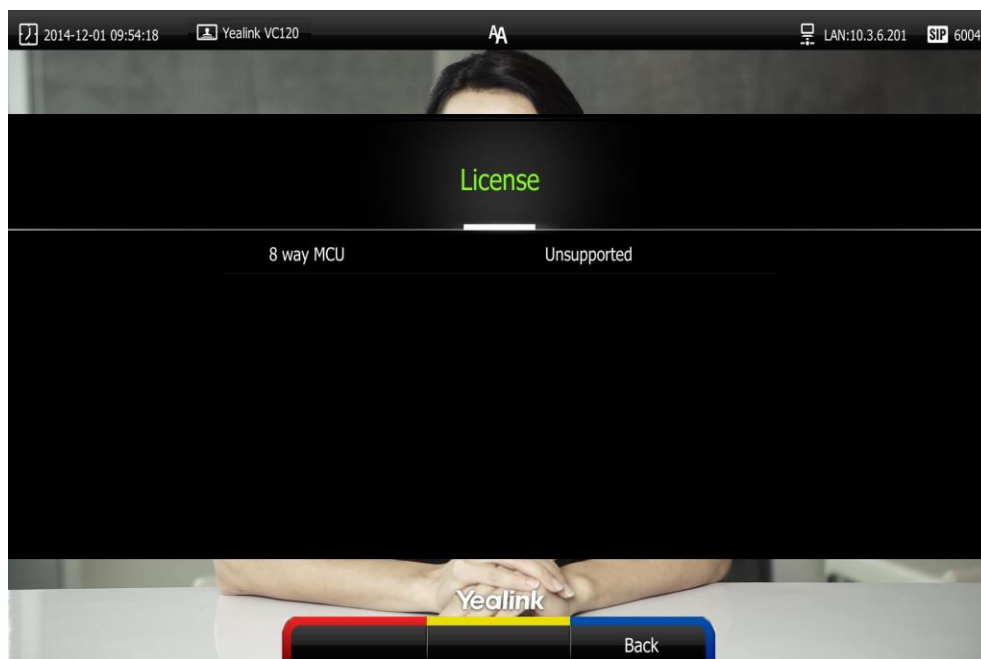 2014-12-01 09:54:18 Yealink VC120 AA LAN:10.3.6.201 SIP 6004
License
8 way MCU Unsupported
Yealink
Back